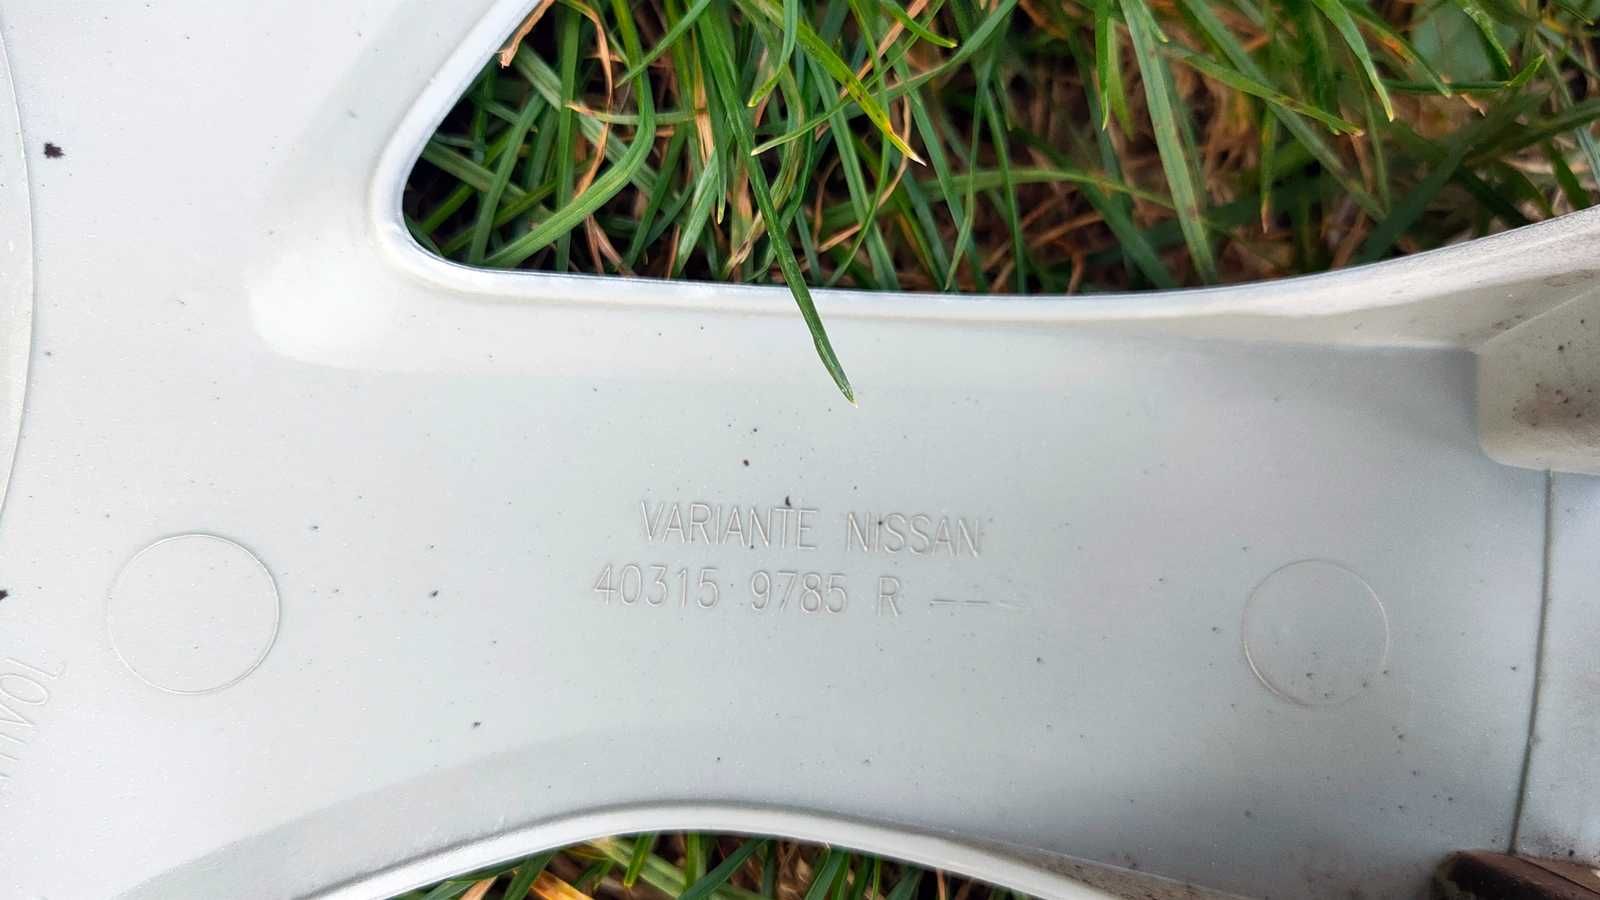 VARIANTE NISSAN
40315 9785 R ---